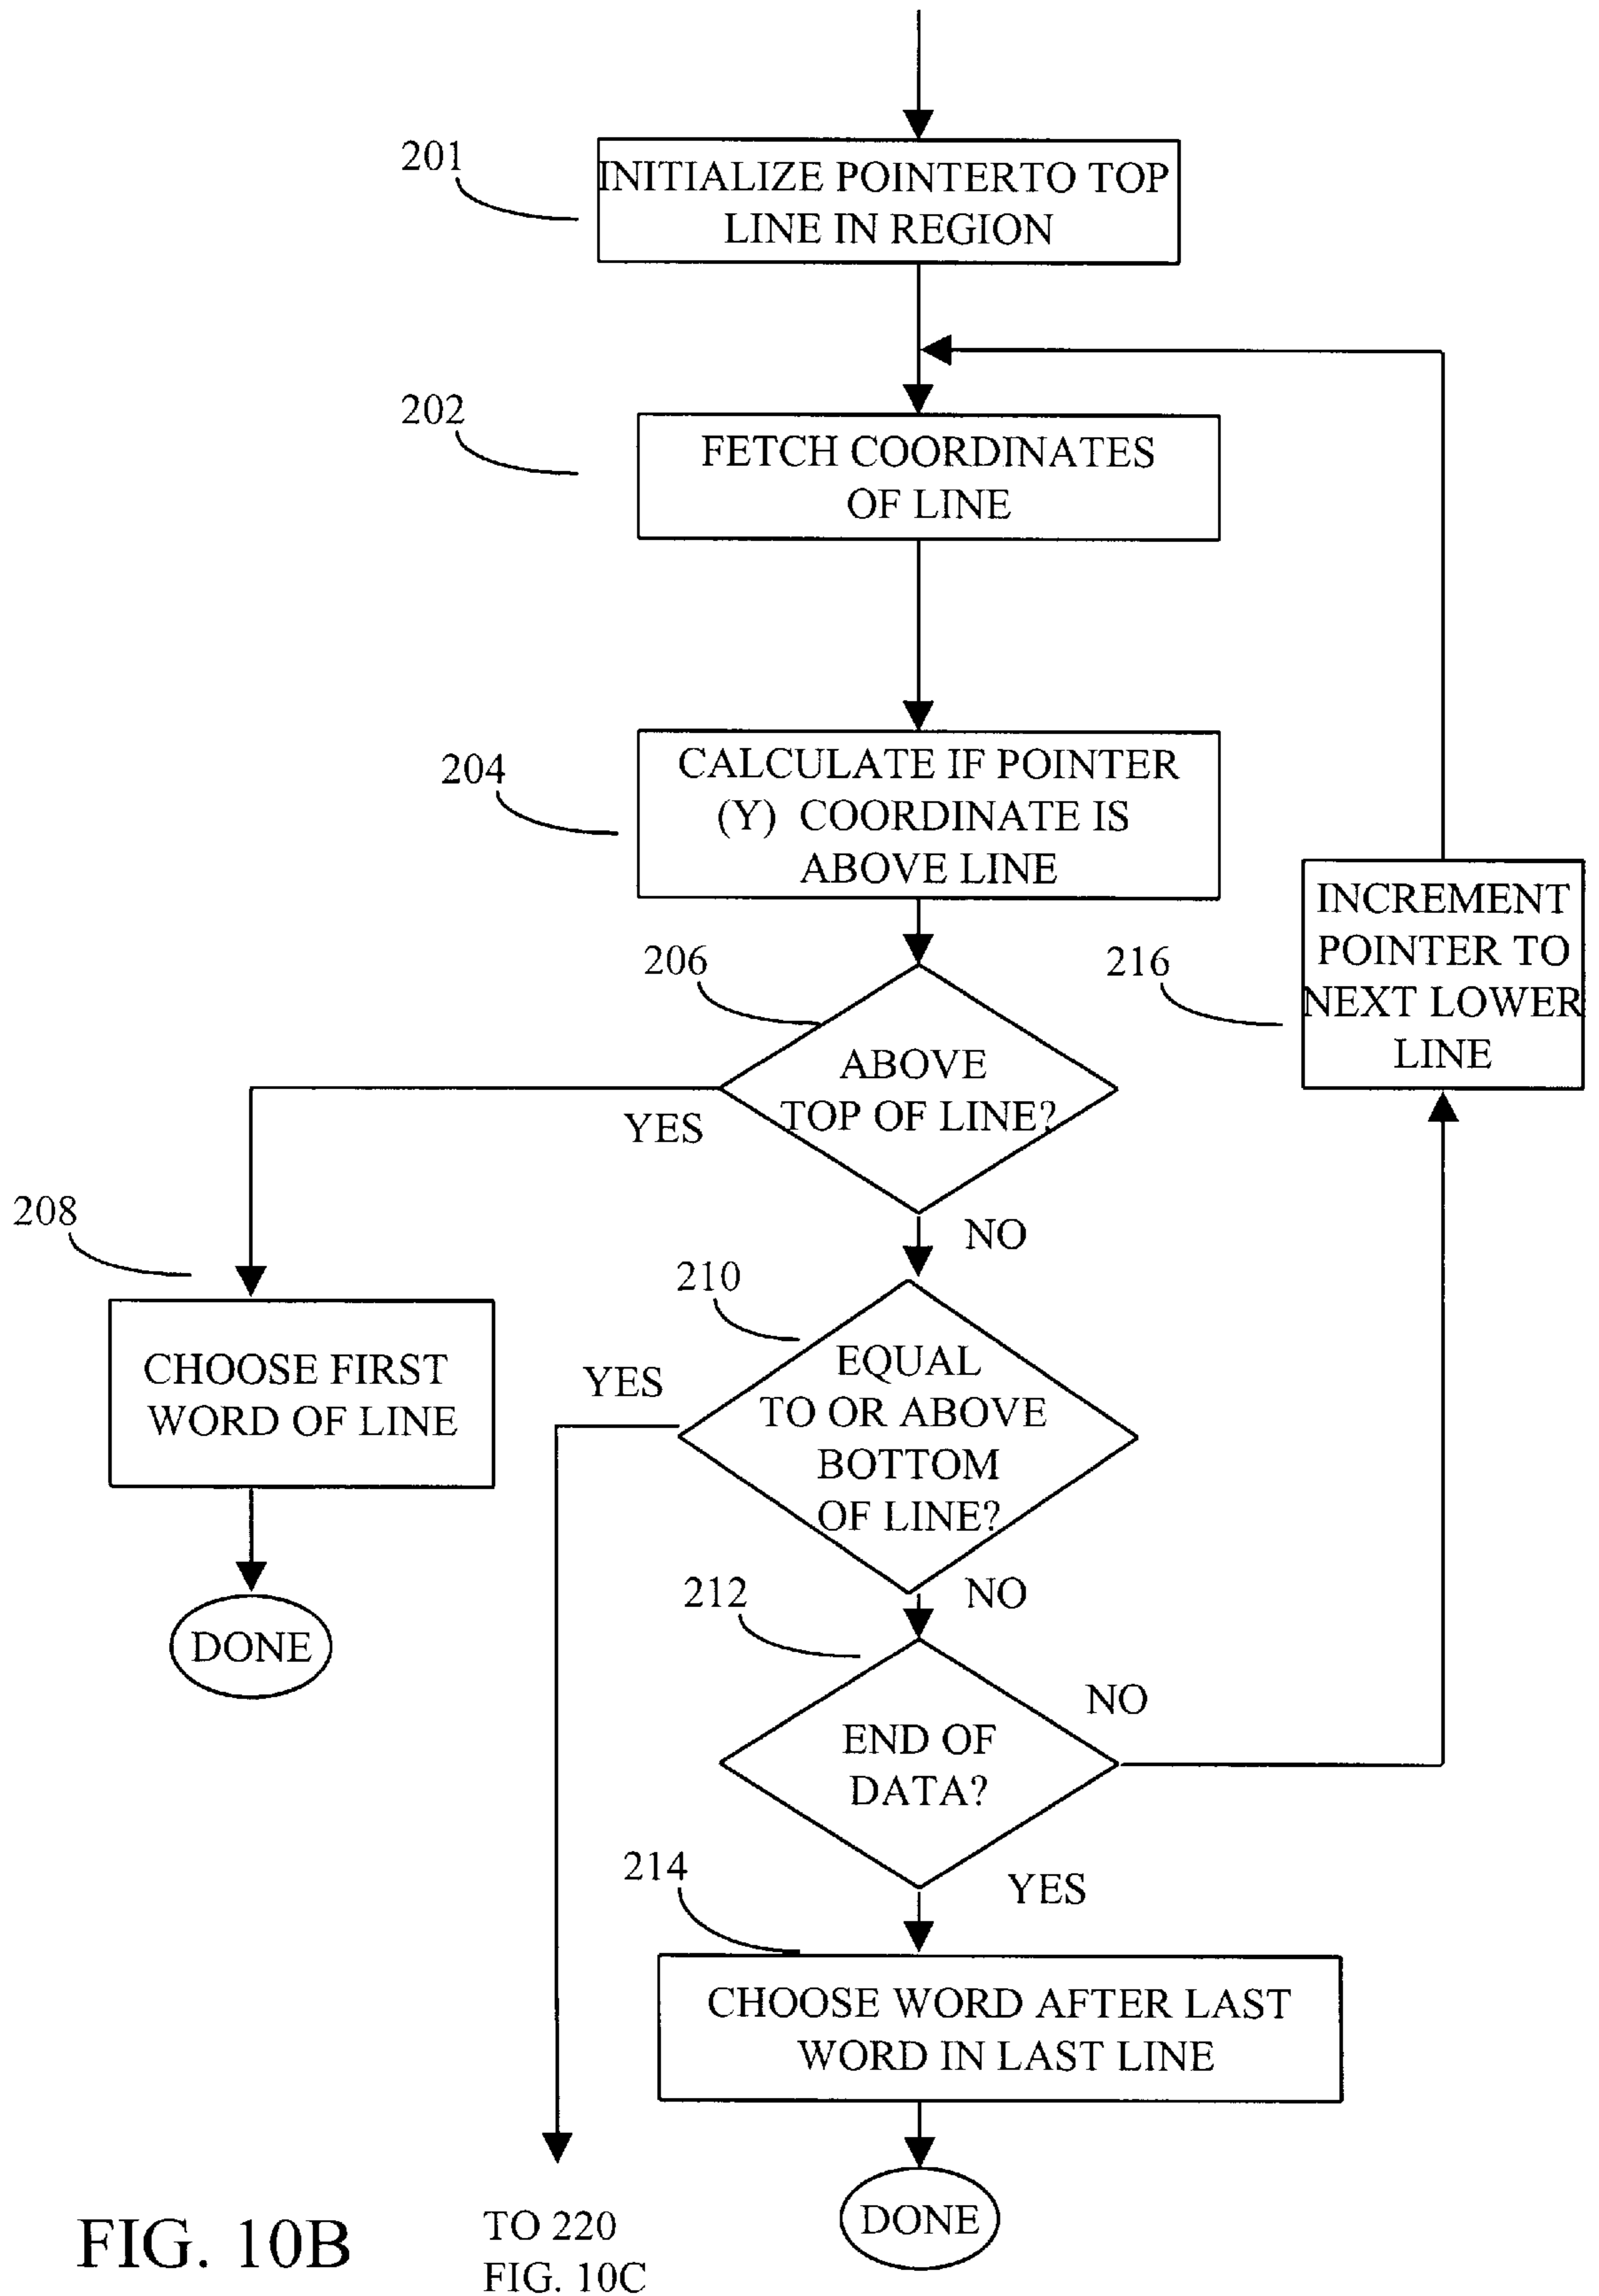 201
INITIALIZE POINTERTO TOP
LINE IN REGION
202
FETCH COORDINATES
OF LINE
204
CALCULATE IF POINTER
(Y) COORDINATE IS
ABOVE LINE
216
INCREMENT
POINTER TO
NEXT LOWER
LINE
206
ABOVE
TOP OF LINE?
YES
NO
208
CHOOSE FIRST
WORD OF LINE
DONE
210
EQUAL
TO OR ABOVE
BOTTOM
OF LINE?
YES
NO
212
END OF
DATA?
NO
YES
214
CHOOSE WORD AFTER LAST
WORD IN LAST LINE
DONE
TO 220
FIG. 10C
FIG. 10B